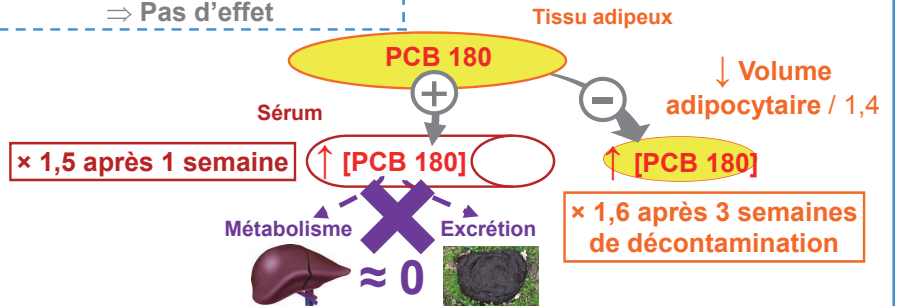 ⇒ Pas d'effet
Tissu adipeux
PCB 180
+
−
↓ Volume
adipocytaire / 1,4
Sérum
× 1,5 après 1 semaine
↑ [PCB 180]
↑ [PCB 180]
× 1,6 après 3 semaines
de décontamination
Métabolisme
Excrétion
≈ 0